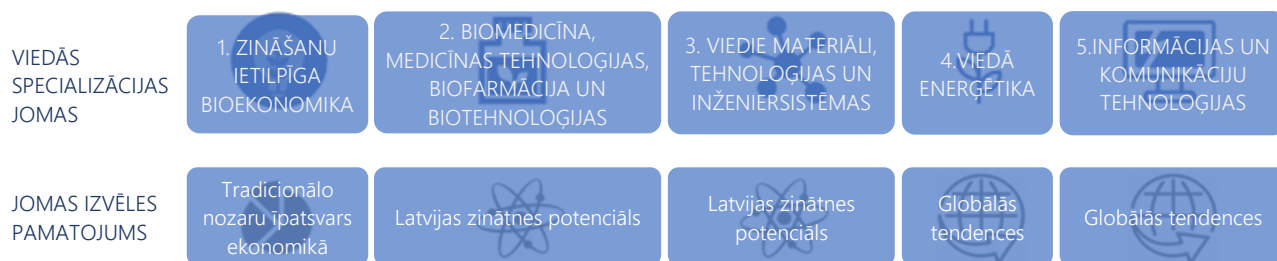 VIEDĀS
SPECIALIZĀCIJAS
JOMAS
1. ZINĀŠANU
IETILPĪGA
BIOEKONOMIKA
2. BIOMEDICĪNA,
MEDICĪNAS TEHNOLOĢIJAS,
BIOFARMĀCIJA UN
BIOTEHNOLOĢIJAS
3. VIEDIE MATERIĀLI,
TEHNOLOĢIJAS UN
INŽENIERSISTĒMAS
4.VIEDĀ
ENERĢĒTIKA
5.INFORMĀCIJAS UN
KOMUNIKĀCIJU
TEHNOLOĢIJAS
JOMAS IZVĒLES
PAMATOJUMS
Tradicionālo
nozaru īpatsvars
ekonomikā
Latvijas zinātnes potenciāls
Latvijas zinātnes
potenciāls
Globālās
tendences
Globālās tendences